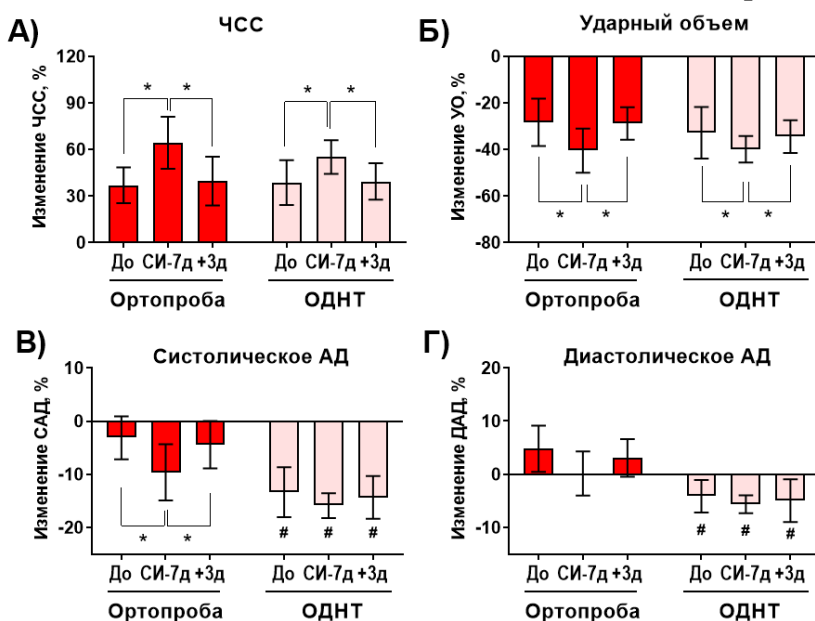 А)
ЧСС
Изменение ЧСС, %
120
90
60
30
0
*
*
*
*
До СИ-7д +3д
До СИ-7д +3д
Ортопроба
ОДНТ
Б)
Ударный объем
Изменение УО, %
0
-20
-40
-60
-80
*
*
*
*
До СИ-7д +3д
До СИ-7д +3д
Ортопроба
ОДНТ
В)
Систолическое АД
Изменение САД, %
10
0
-10
-20
*
*
#
#
#
До СИ-7д +3д
До СИ-7д +3д
Ортопроба
ОДНТ
Г)
Диастолическое АД
Изменение ДАД, %
20
10
0
-10
#
#
#
До СИ-7д +3д
До СИ-7д +3д
Ортопроба
ОДНТ